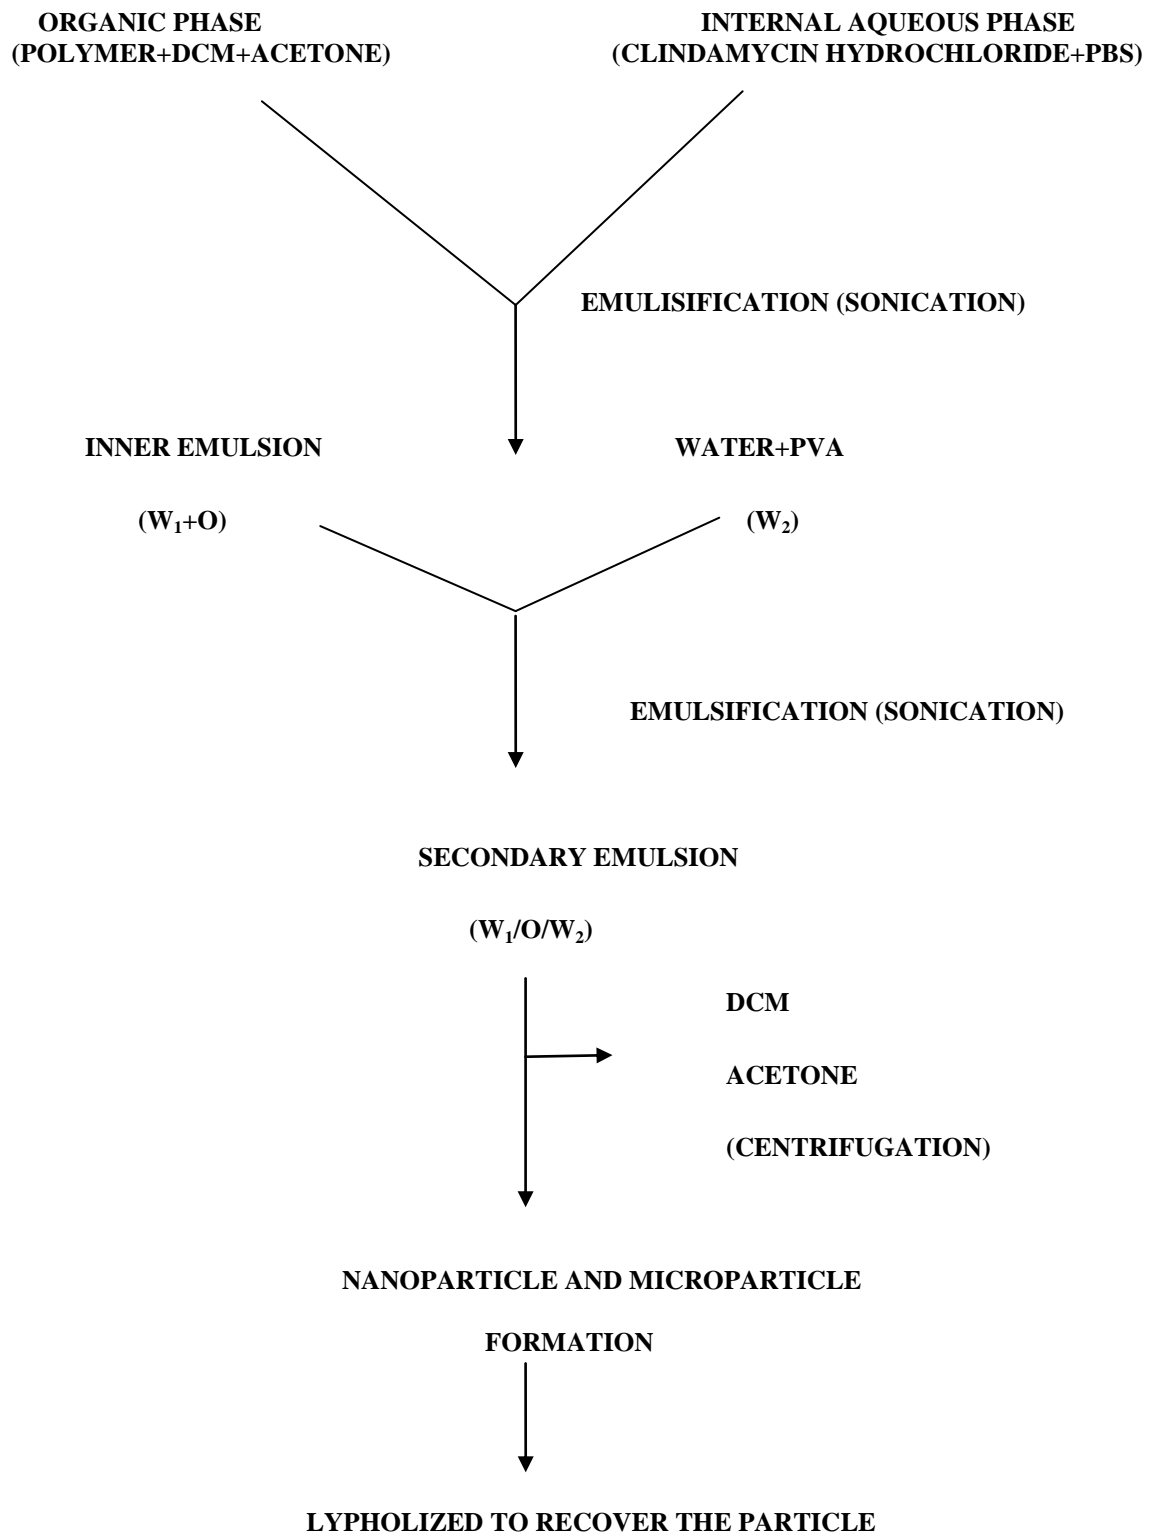 ORGANIC PHASE
(POLYMER+DCM+ACETONE)
INTERNAL AQUEOUS PHASE
(CLINDAMYCIN HYDROCHLORIDE+PBS)
EMULISIFICATION (SONICATION)
INNER EMULSION
(W₁+O)
WATER+PVA
(W₂)
EMULSIFICATION (SONICATION)
SECONDARY EMULSION
(W₁/O/W₂)
DCM
ACETONE
(CENTRIFUGATION)
NANOPARTICLE AND MICROPARTICLE
FORMATION
LYPHOLIZED TO RECOVER THE PARTICLE